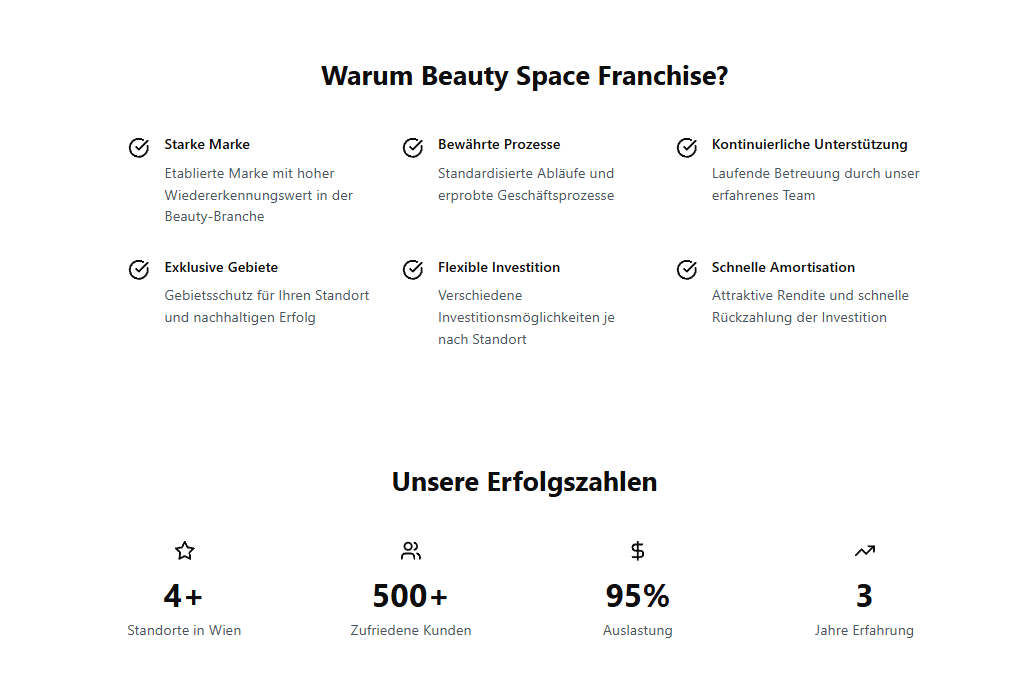 Warum Beauty Space Franchise?
Starke Marke
Etablierte Marke mit hoher
Wiedererkennungswert in der
Beauty-Branche
Bewährte Prozesse
Standardisierte Abläufe und
erprobte Geschäftsprozesse
Kontinuierliche Unterstützung
Laufende Betreuung durch unser
erfahrenes Team
Exklusive Gebiete
Gebietsschutz für Ihren Standort
und nachhaltigen Erfolg
Flexible Investition
Verschiedene
Investitionsmöglichkeiten je
nach Standort
Schnelle Amortisation
Attraktive Rendite und schnelle
Rückzahlung der Investition
Unsere Erfolgszahlen
4+
Standorte in Wien
500+
Zufriedene Kunden
95%
Auslastung
3
Jahre Erfahrung